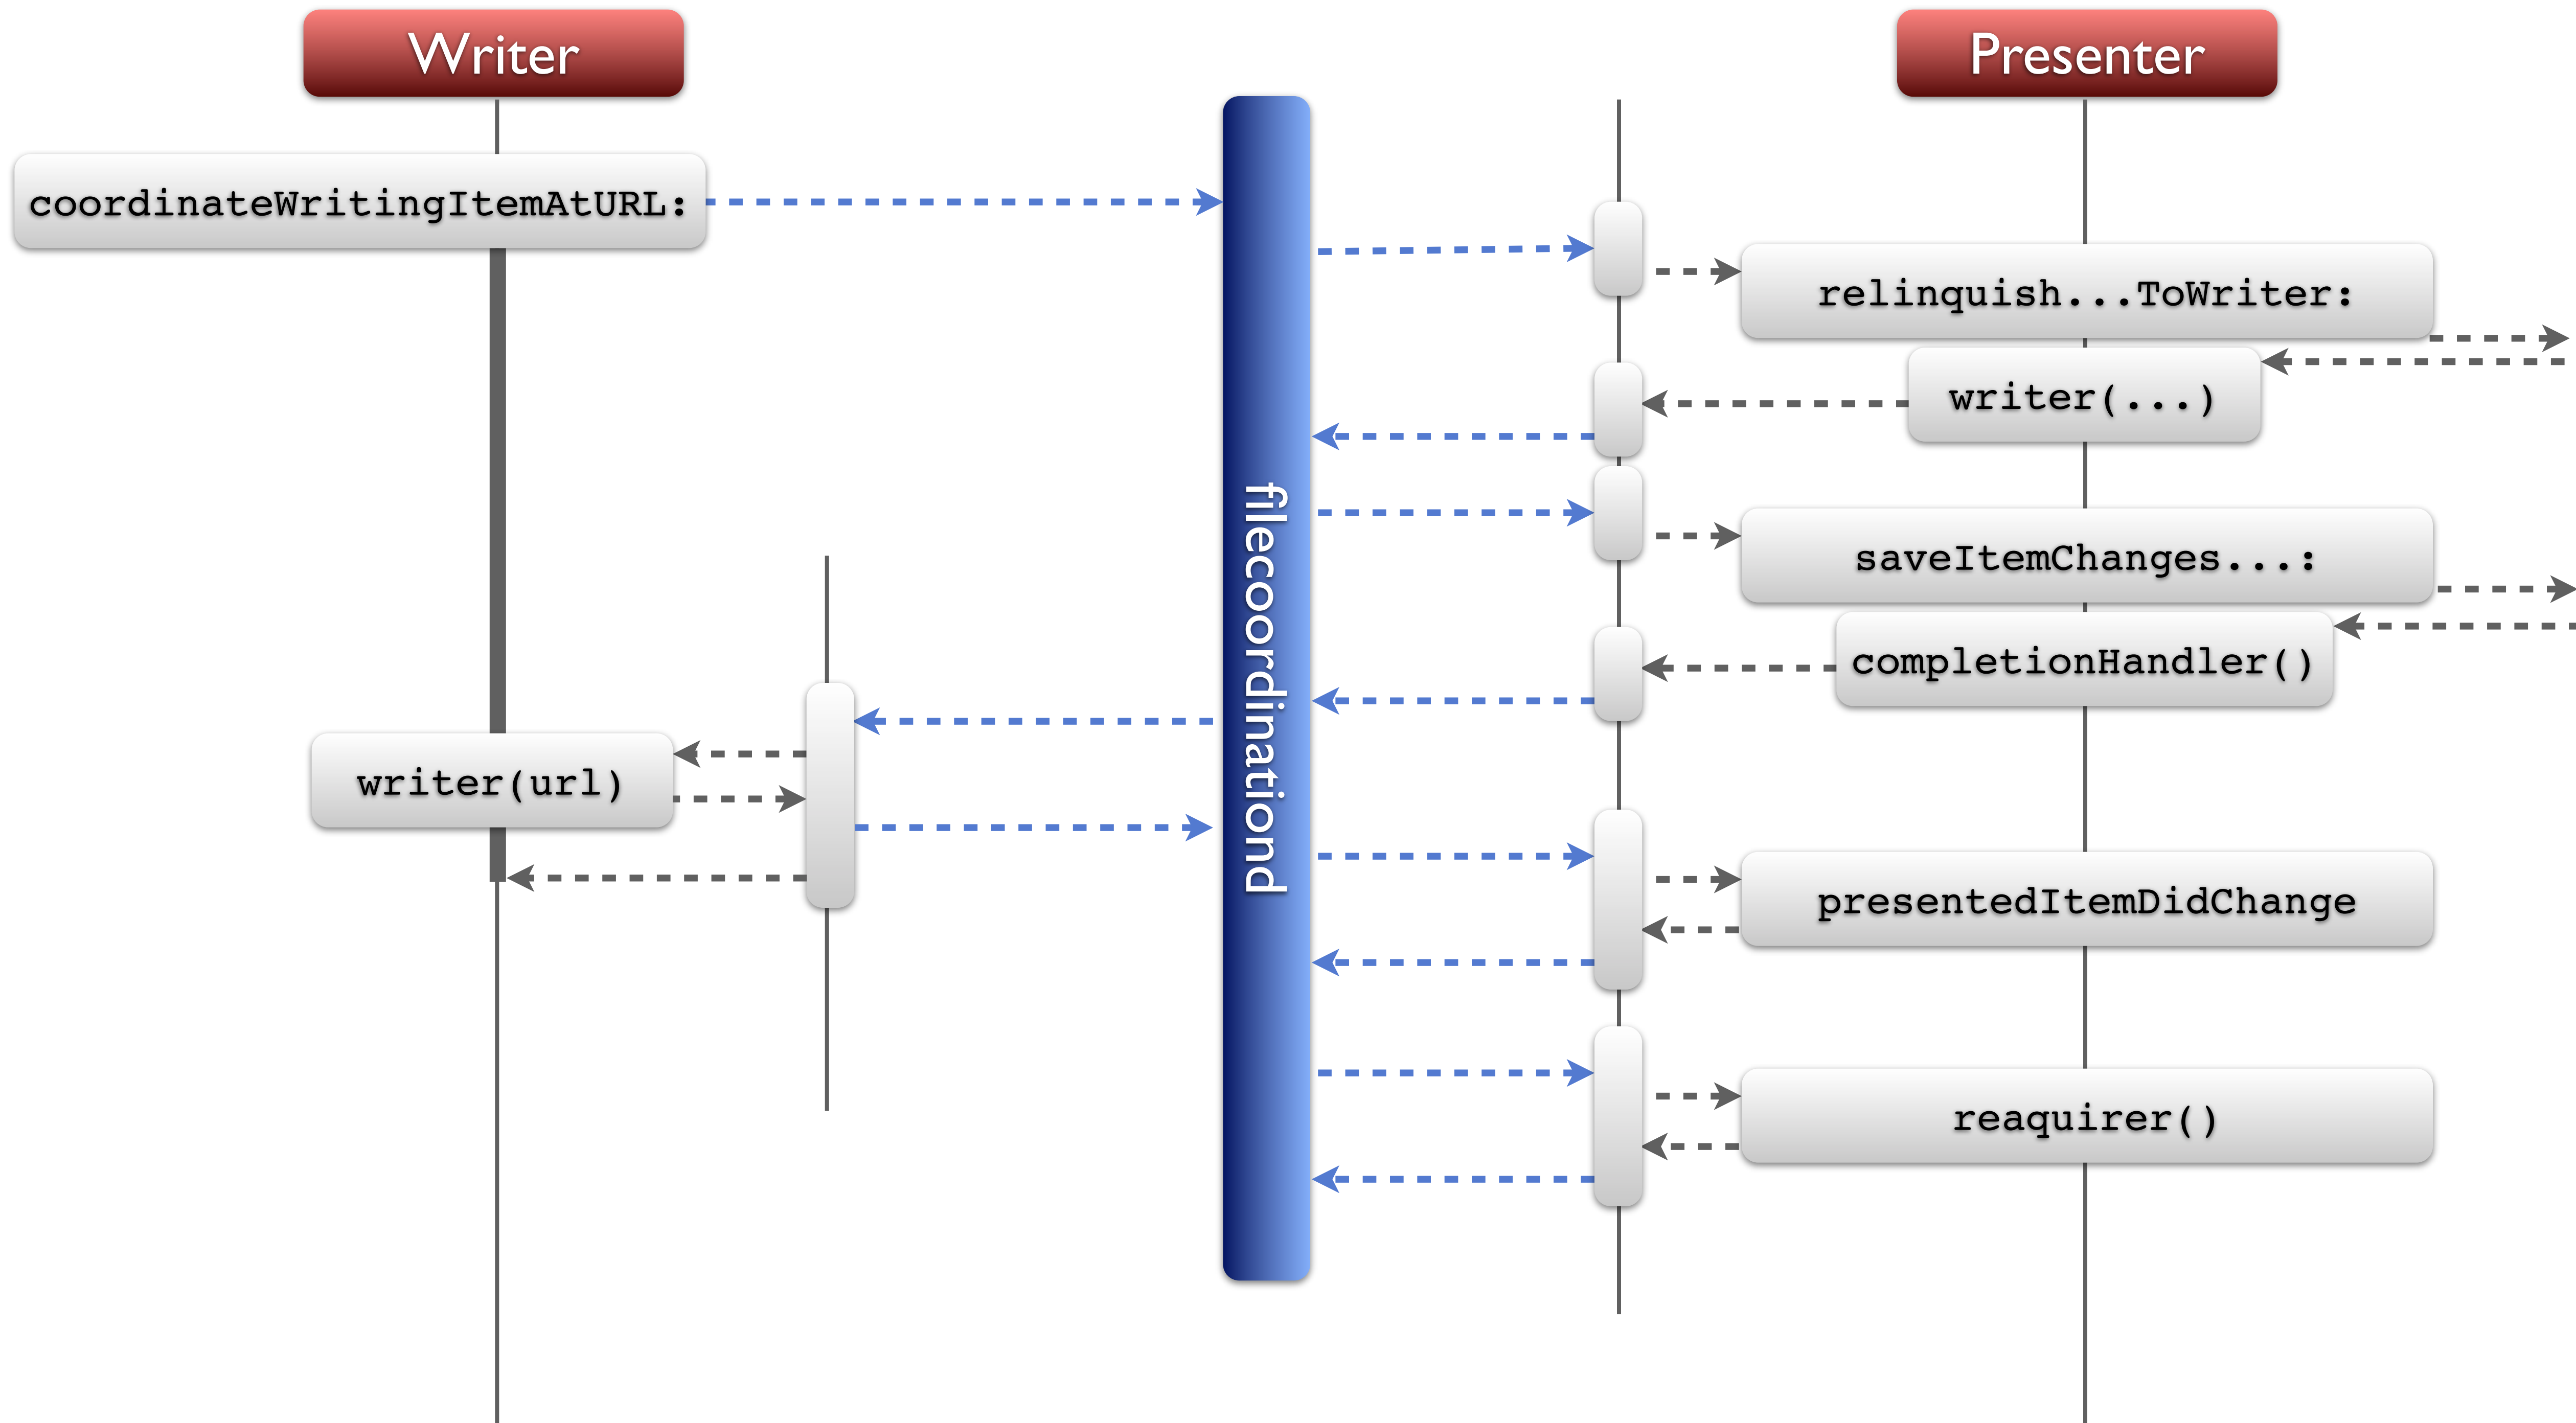 Writer
Presenter
coordinateWritingItemAtURL:
relinquish...ToWriter:
writer(...)
filecoordinationd
saveItemChanges...:
completionHandler()
writer(url)
presentedItemDidChange
reaquirer()